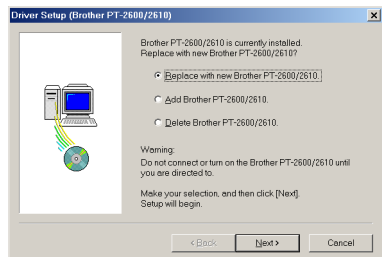 Driver Setup (Brother PT-2600/2610)
Brother PT-2600/2610 is currently installed.
Replace with new Brother PT-2600/2610?
Replace with new Brother PT-2600/2610.
Add Brother PT-2600/2610.
Delete Brother PT-2600/2610.
Warning:
Do not connect or turn on the Brother PT-2600/2610 until
you are directed to.
Make your selection, and then click [Next].
Setup will begin.
< Back
Next >
Cancel